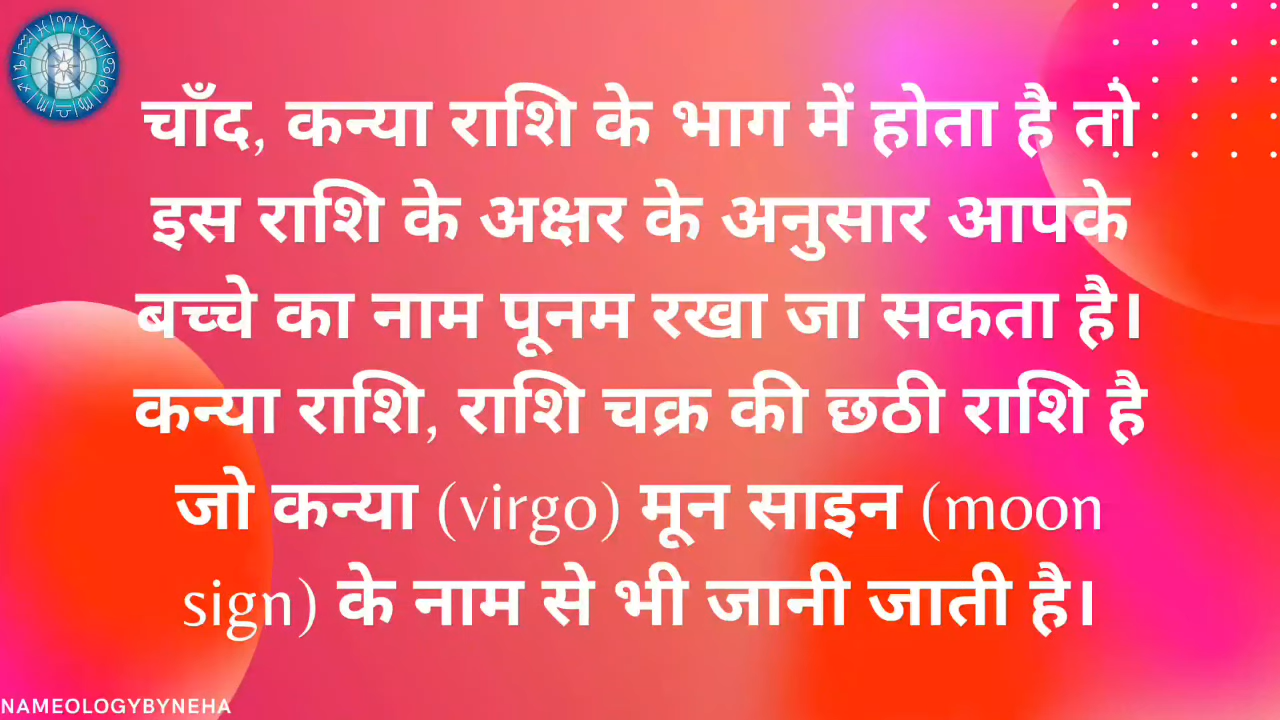 चाँद, कन्या राशि के भाग में होता है तो
इस राशि के अक्षर के अनुसार आपके
बच्चे का नाम पूनम रखा जा सकता है।
कन्या राशि, राशि चक्र की छठी राशि है
जो कन्या (virgo) मून साइन (moon
sign) के नाम से भी जानी जाती है।
NAMEOLOGYBYNEHA